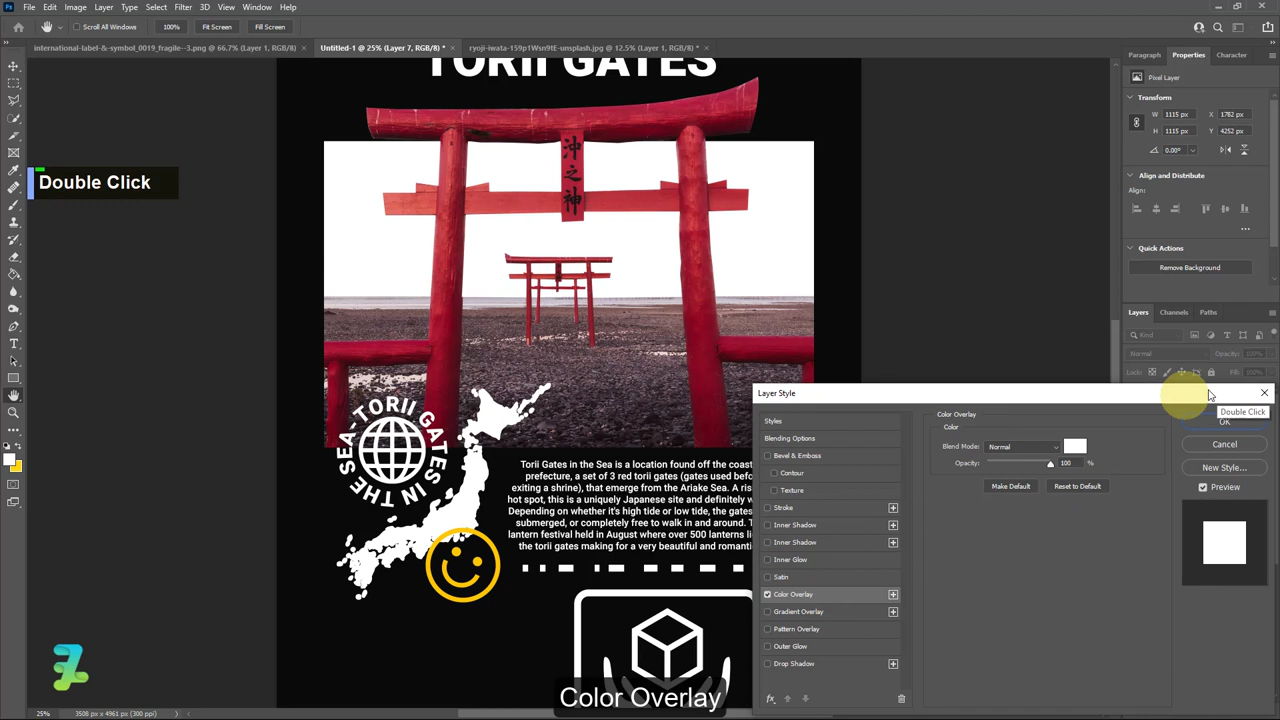 File Edit Image Layer Type Select Filter 3D View Window Help
Scroll All Windows 100% Fit Screen Fill Screen
international-label-&-symbol_0019_fragile--3.png @ 66.7% (Layer 1, RGB/8) × Untitled-1 @ 25% (Layer 7, RGB/8) * × ryoji-iwata-159p1Wsn9tE-unsplash.jpg @ 12.5% (Layer 1, RGB/8) * ×
Paragraph Properties Character
TORII GATES
Pixel Layer
Transform
W 1115 px X 1782 px
H 1115 px Y 4252 px
0.00°
Align and Distribute
Align:
Quick Actions
Remove Background
Layers Channels Paths
Kind
Normal Opacity: 100%
Lock: Fill: 100%
Double Click
沖之神
TORII GATES IN THE SEA-
Torii Gates in the Sea is a location found off the coast
prefecture, a set of 3 red torii gates (gates used before
exiting a shrine), that emerge from the Ariake Sea. A ris
hot spot, this is a uniquely Japanese site and definitely w
Depending on whether it's high tide or low tide, the gates
submerged, or completely free to walk in and around. T
lantern festival held in August where over 500 lanterns li
the torii gates making for a very beautiful and romanti
Layer Style
Double Click
Styles
Blending Options
Bevel & Emboss
Contour
Texture
Stroke
Inner Shadow
Inner Shadow
Inner Glow
Satin
Color Overlay
Gradient Overlay
Pattern Overlay
Outer Glow
Drop Shadow
fx
Color Overlay
Color
Blend Mode: Normal
Opacity: 100 %
Make Default Reset to Default
OK
Cancel
New Style...
Preview
Color Overlay
25% 3508 px x 4961 px (300 ppi)